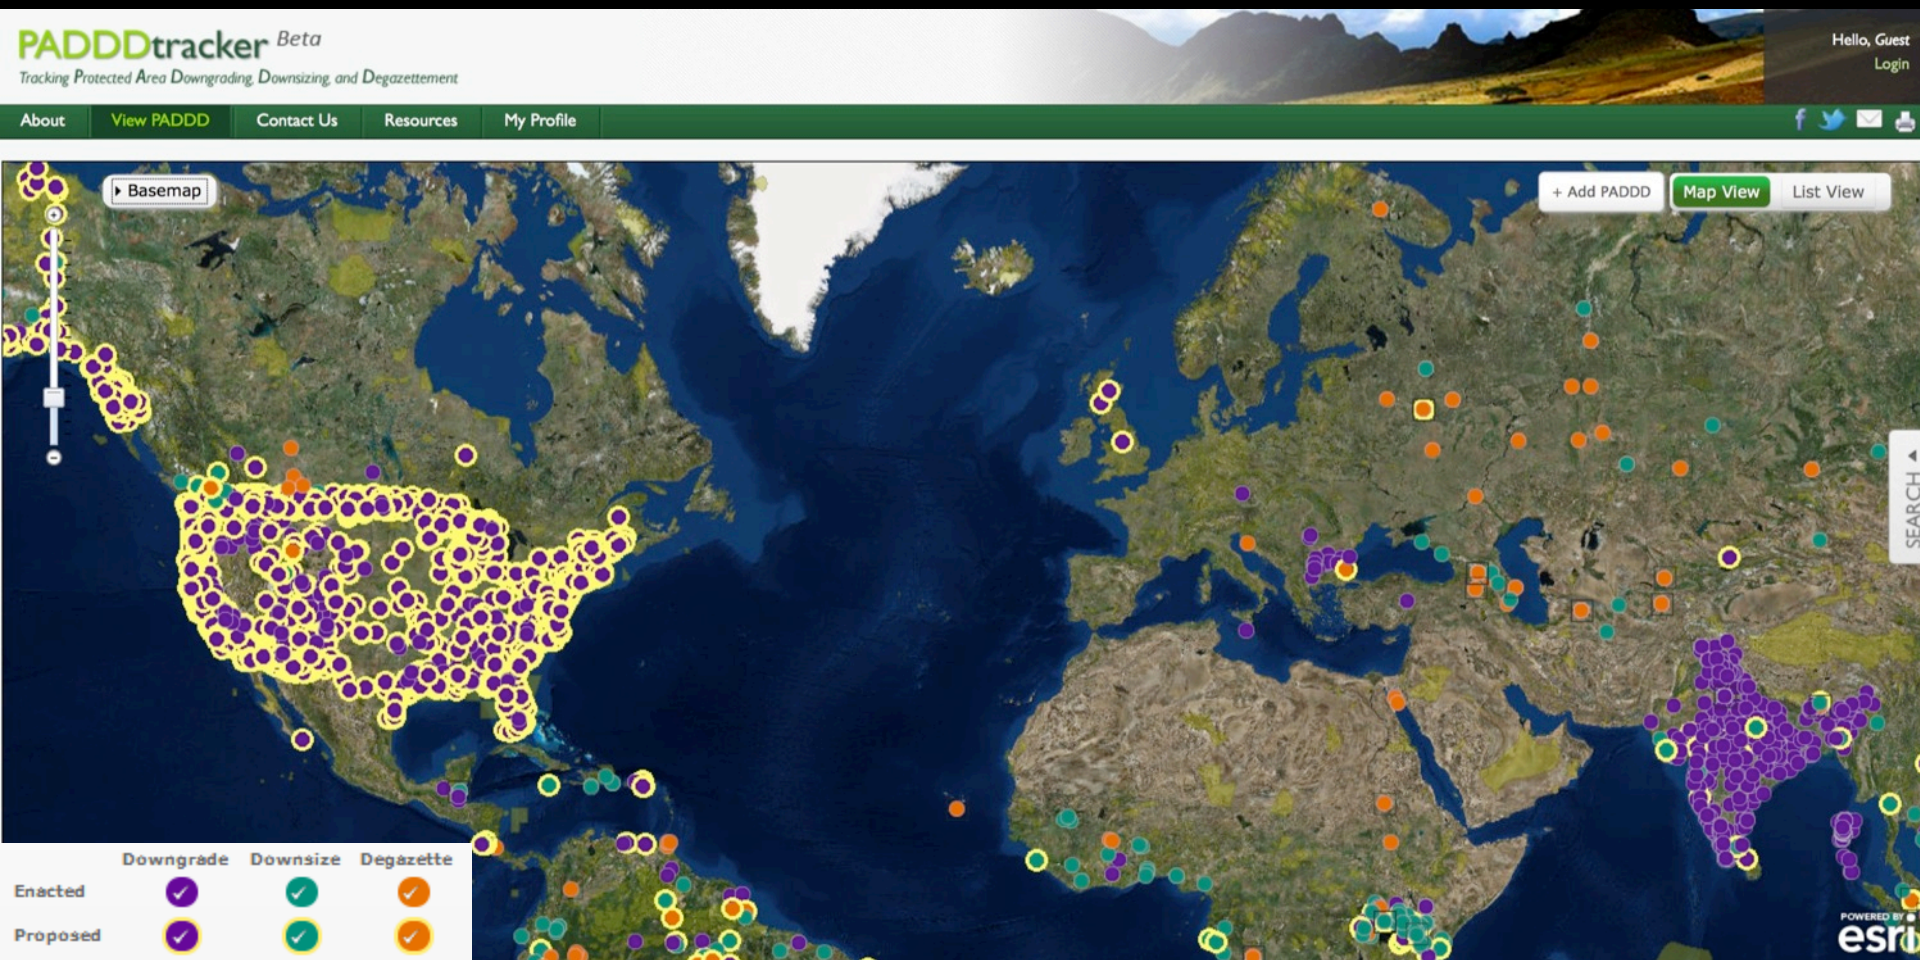 PADDDtracker Beta
Tracking Protected Area Downgrading, Downsizing, and Degazettement
Hello, Guest
Login
About
View PADDD
Contact Us
Resources
My Profile
Basemap
+ Add PADDD
Map View
List View
SEARCH
Downgrade Downsize Degazette
Enacted
Proposed
POWERED BY
esri